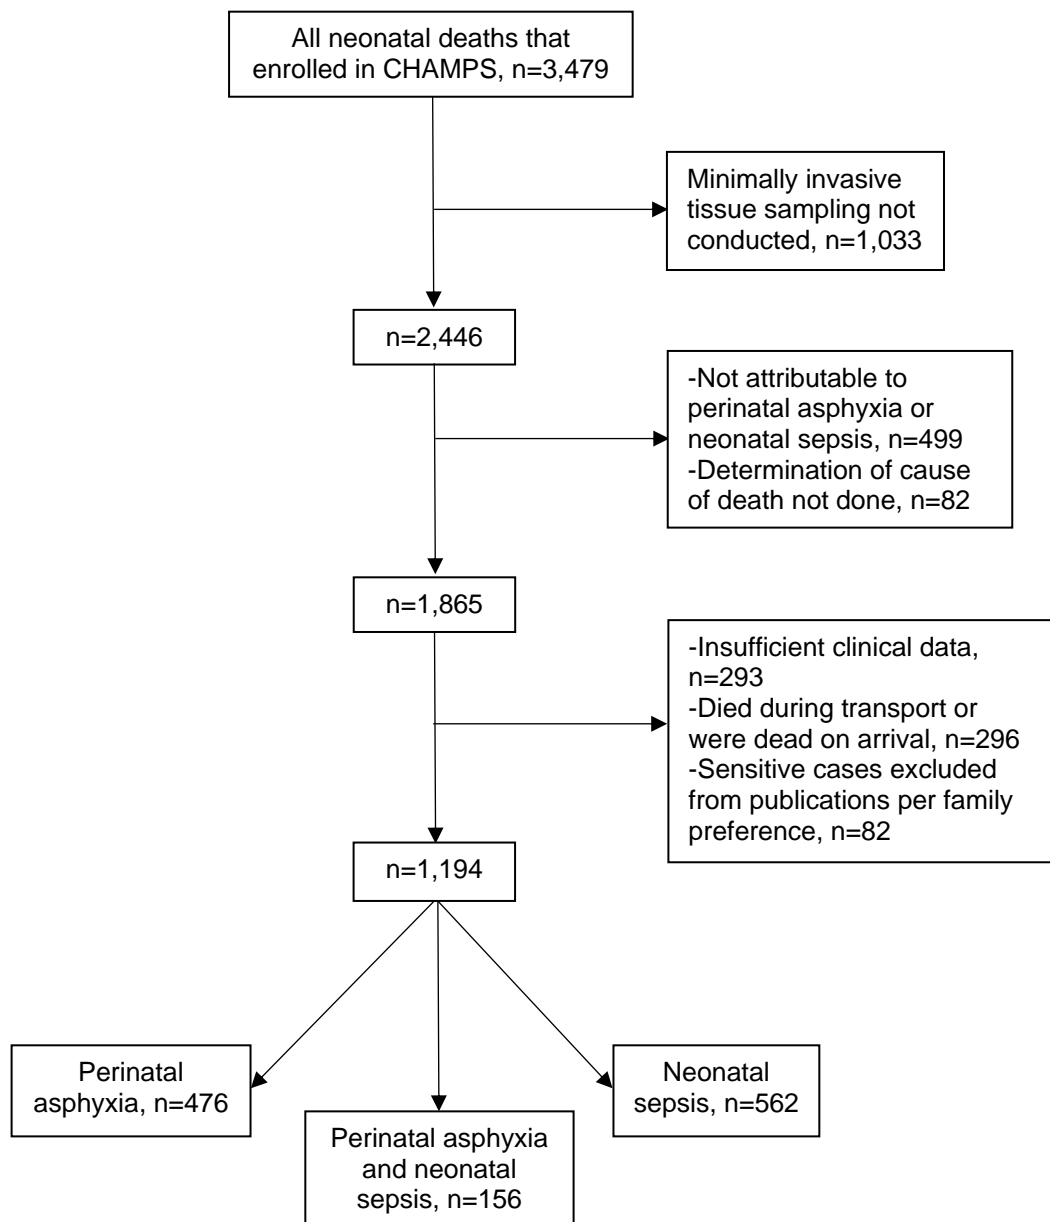 All neonatal deaths that
enrolled in CHAMPS, n=3,479
Minimally invasive
tissue sampling not
conducted, n=1,033
n=2,446
-Not attributable to
perinatal asphyxia or
neonatal sepsis, n=499
-Determination of cause
of death not done, n=82
n=1,865
-Insufficient clinical data,
n=293
-Died during transport or
were dead on arrival, n=296
-Sensitive cases excluded
from publications per family
preference, n=82
n=1,194
Perinatal
asphyxia, n=476
Perinatal asphyxia
and neonatal
sepsis, n=156
Neonatal
sepsis, n=562